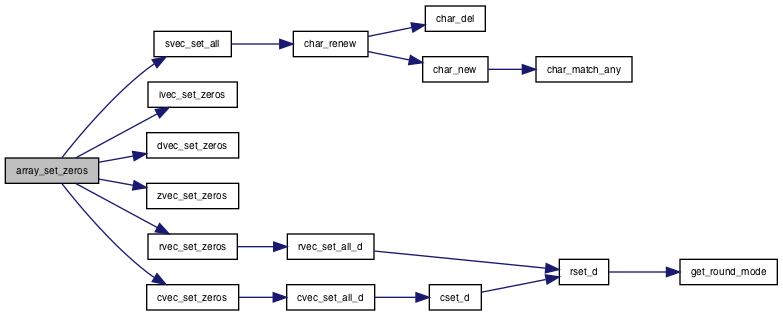 array_set_zeros
svec_set_all
char_renew
char_del
char_new
char_match_any
ivec_set_zeros
dvec_set_zeros
zvec_set_zeros
rvec_set_zeros
rvec_set_all_d
rset_d
get_round_mode
cvec_set_zeros
cvec_set_all_d
cset_d